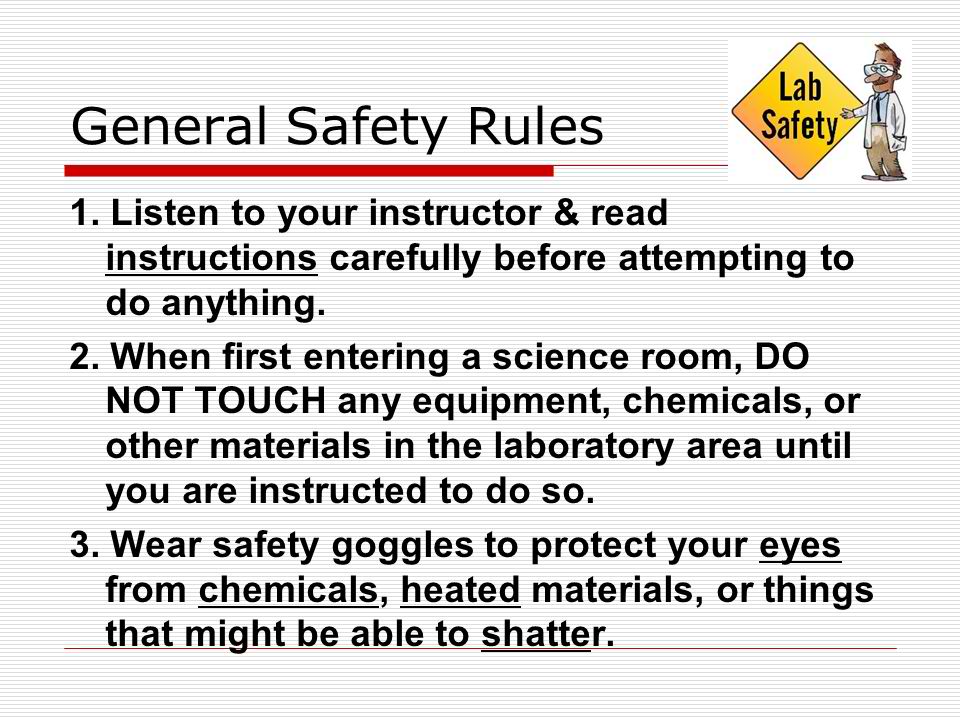 General Safety Rules
Lab
Safety
1. Listen to your instructor & read
instructions carefully before attempting to
do anything.
2. When first entering a science room, DO
NOT TOUCH any equipment, chemicals, or
other materials in the laboratory area until
you are instructed to do so.
3. Wear safety goggles to protect your eyes
from chemicals, heated materials, or things
that might be able to shatter.